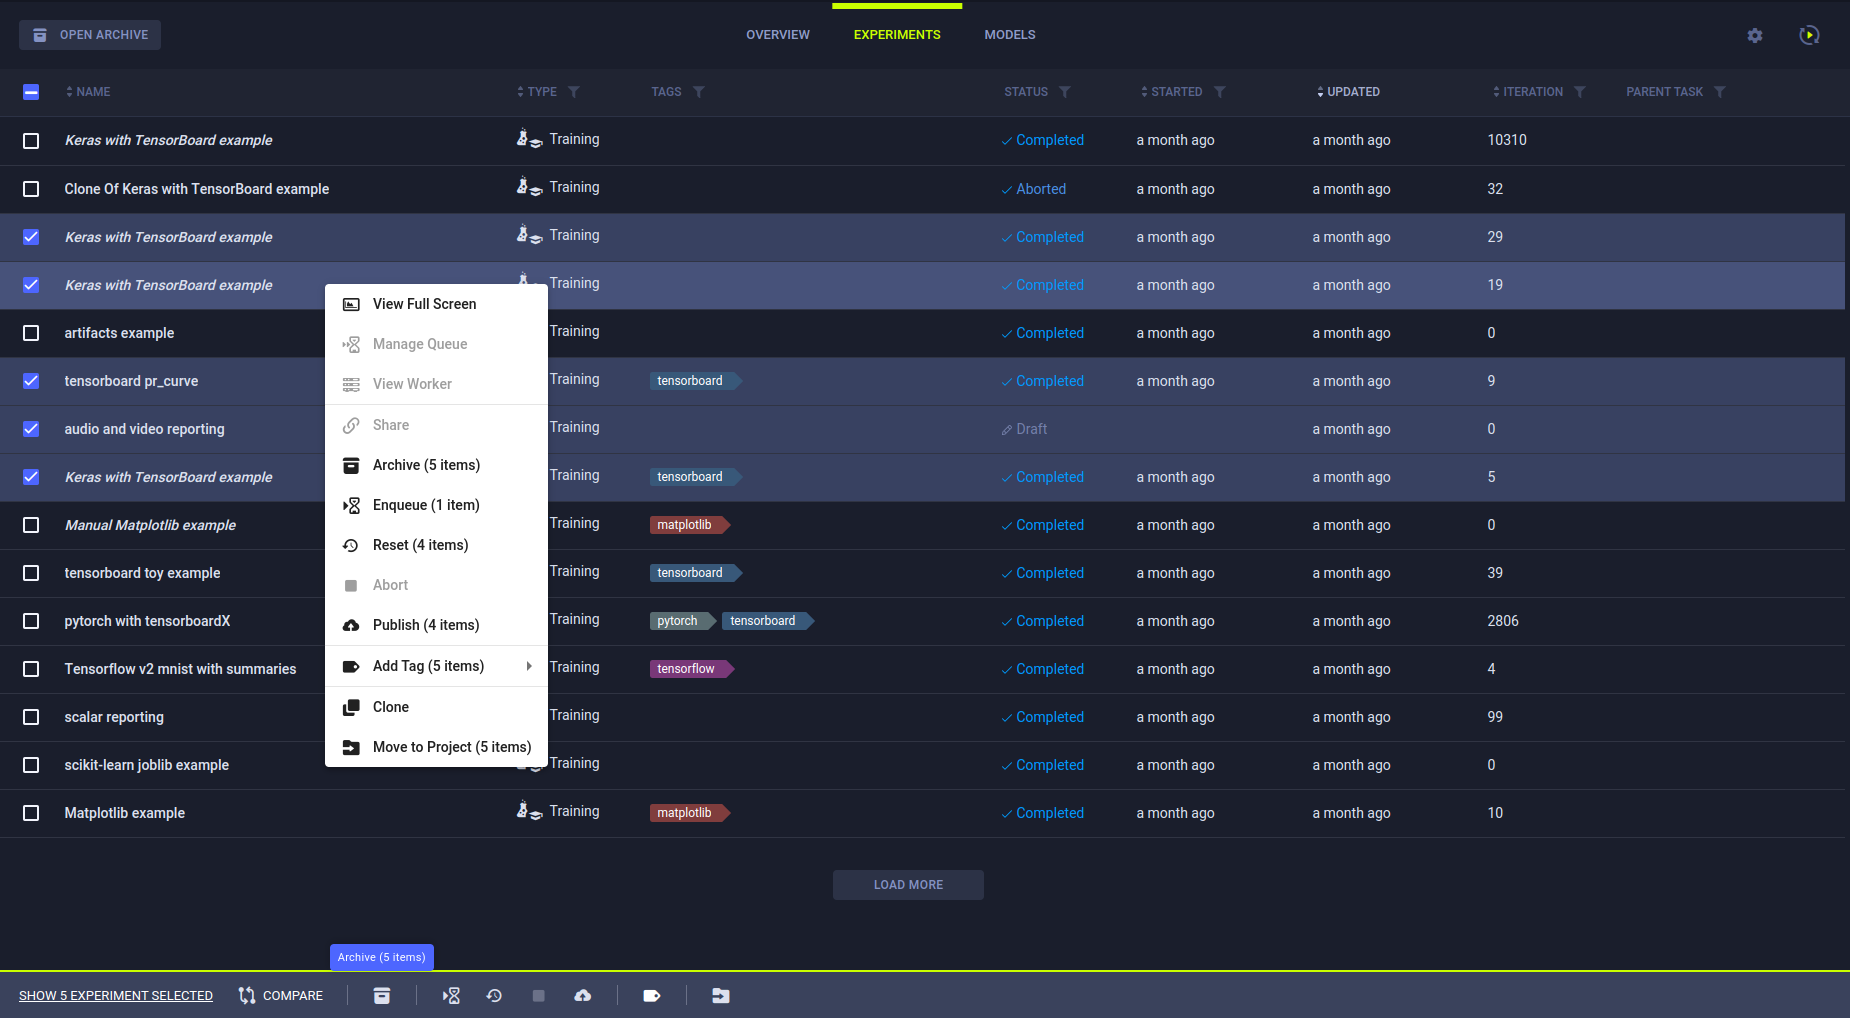 OPEN ARCHIVE
OVERVIEW EXPERIMENTS MODELS
NAME TYPE TAGS STATUS STARTED UPDATED ITERATION PARENT TASK
Keras with TensorBoard example Training Completed a month ago a month ago 10310
Clone Of Keras with TensorBoard example Training Aborted a month ago a month ago 32
Keras with TensorBoard example Training Completed a month ago a month ago 29
Keras with TensorBoard example Training Completed a month ago a month ago 19
artifacts example Training Completed a month ago a month ago 0
tensorboard pr_curve Training tensorboard Completed a month ago a month ago 9
audio and video reporting Training Draft a month ago 0
Keras with TensorBoard example Training tensorboard Completed a month ago a month ago 5
Manual Matplotlib example Training matplotlib Completed a month ago a month ago 0
tensorboard toy example Training tensorboard Completed a month ago a month ago 39
pytorch with tensorboardX Training pytorch tensorboard Completed a month ago a month ago 2806
Tensorflow v2 mnist with summaries Training tensorflow Completed a month ago a month ago 4
scalar reporting Training Completed a month ago a month ago 99
scikit-learn joblib example Training Completed a month ago a month ago 0
Matplotlib example Training matplotlib Completed a month ago a month ago 10
View Full Screen
Manage Queue
View Worker
Share
Archive (5 items)
Enqueue (1 item)
Reset (4 items)
Abort
Publish (4 items)
Add Tag (5 items)
Clone
Move to Project (5 items)
LOAD MORE
Archive (5 items)
SHOW 5 EXPERIMENT SELECTED COMPARE